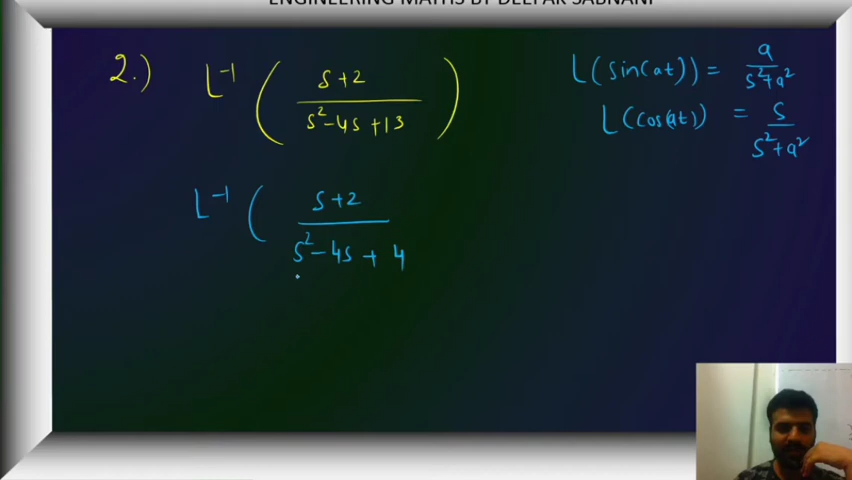 ENGINEERING MATHS BY DEEPAK SABNANI
2.) L⁻¹ ( (s+2) / (s²-4s+13) )
L(sin(at)) = a / (s²+a²)
L(cos(at)) = s / (s²+a²)
L⁻¹ ( (s+2) / (s²-4s+4